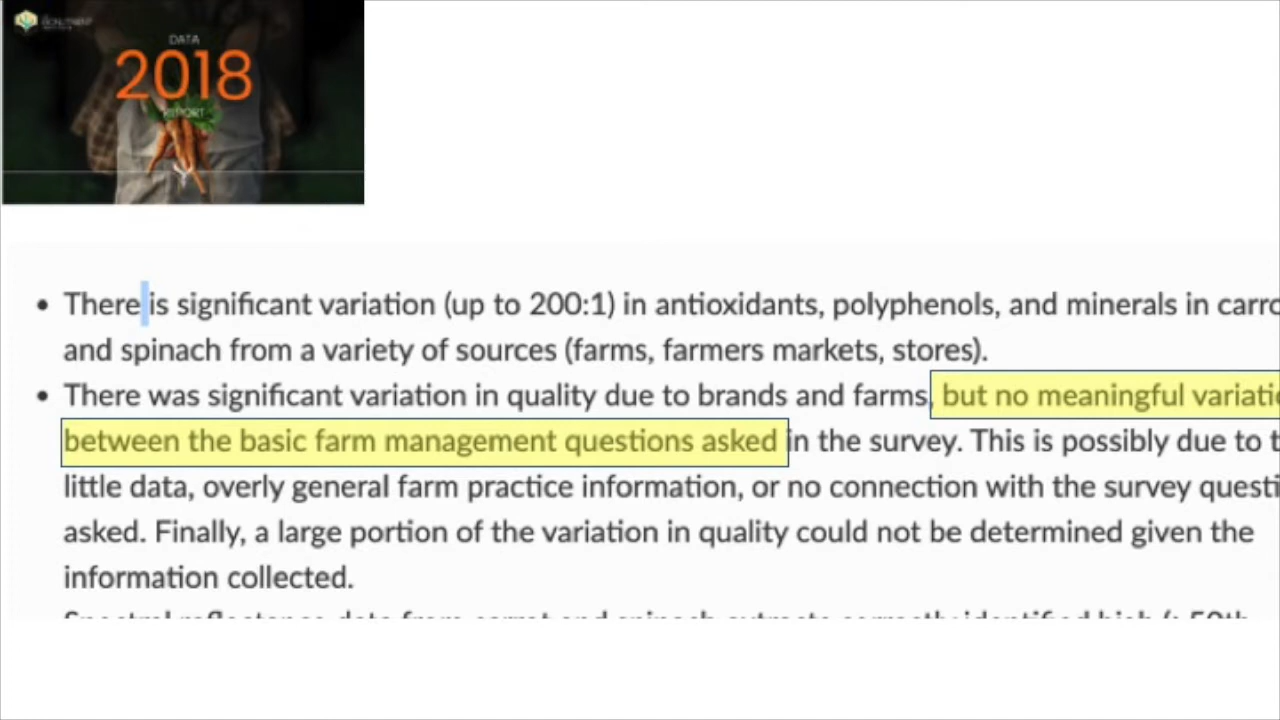 DATA
2018
REPORT
• There is significant variation (up to 200:1) in antioxidants, polyphenols, and minerals in carro
and spinach from a variety of sources (farms, farmers markets, stores).
• There was significant variation in quality due to brands and farms, but no meaningful variatio
between the basic farm management questions asked in the survey. This is possibly due to t
little data, overly general farm practice information, or no connection with the survey questi
asked. Finally, a large portion of the variation in quality could not be determined given the
information collected.